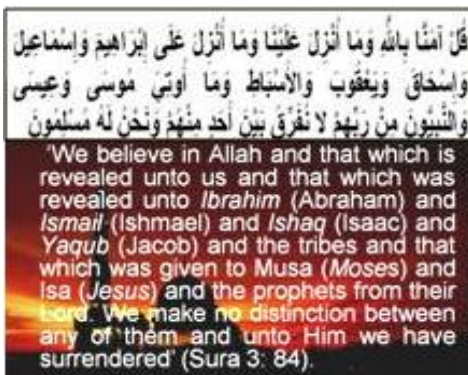 قُلْ آمَنَّا بِاللَّهِ وَمَا أُنْزِلَ عَلَيْنَا وَمَا أُنْزِلَ عَلَى إِبْرَاهِيمَ وَإِسْمَاعِيلَ
وَإِسْحَاقَ وَيَعْقُوبَ وَالْأَسْبَاطِ وَمَا أُوتِيَ مُوسَى وَعِيسَى
وَالنَّبِيُّونَ مِنْ رَبِّهِمْ لَا نُفَرِّقُ بَيْنَ أَحَدٍ مِنْهُمْ وَنَحْنُ لَهُ مُسْلِمُونَ
'We believe in Allah and that which is
revealed unto us and that which was
revealed unto Ibrahim (Abraham) and
Ismail (Ishmael) and Ishaq (Isaac) and
Yaqub (Jacob) and the tribes and that
which was given to Musa (Moses) and
Isa (Jesus) and the prophets from their
Lord. We make no distinction between
any of them and unto Him we have
surrendered' (Sura 3: 84).